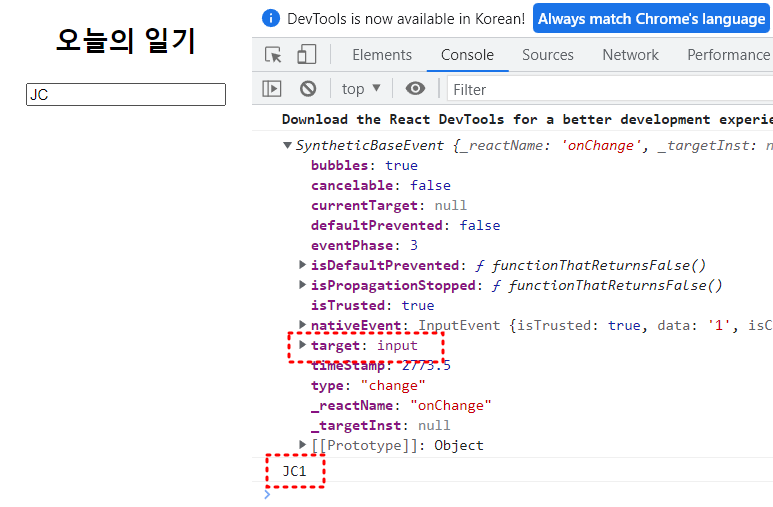 오늘의 일기
JC
DevTools is now available in Korean!
Always match Chrome's language
Elements Console Sources Network Performance
top ▼ Filter
Download the React DevTools for a better development experie
▼SyntheticBaseEvent {_reactName: 'onChange', _targetInst: n
bubbles: true
cancelable: false
currentTarget: null
defaultPrevented: false
eventPhase: 3
▶isDefaultPrevented: ƒ functionThatReturnsFalse()
▶isPropagationStopped: ƒ functionThatReturnsFalse()
isTrusted: true
▶nativeEvent: InputEvent {isTrusted: true, data: '1', isC
▶target: input
timeStamp: 2773.5
type: "change"
_reactName: "onChange"
_targetInst: null
▶[[Prototype]]: Object
JC1
>